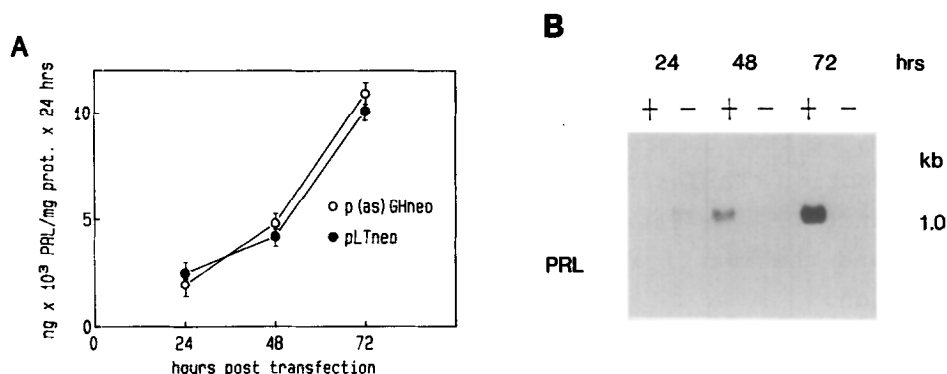 A
ng x 10³ PRL/mg prot. x 24 hrs
10
5
0
p (as) GHneo
pLTneo
0 24 48 72
hours post transfection
B
24 48 72 hrs
+ − + − + −
kb
1.0
PRL